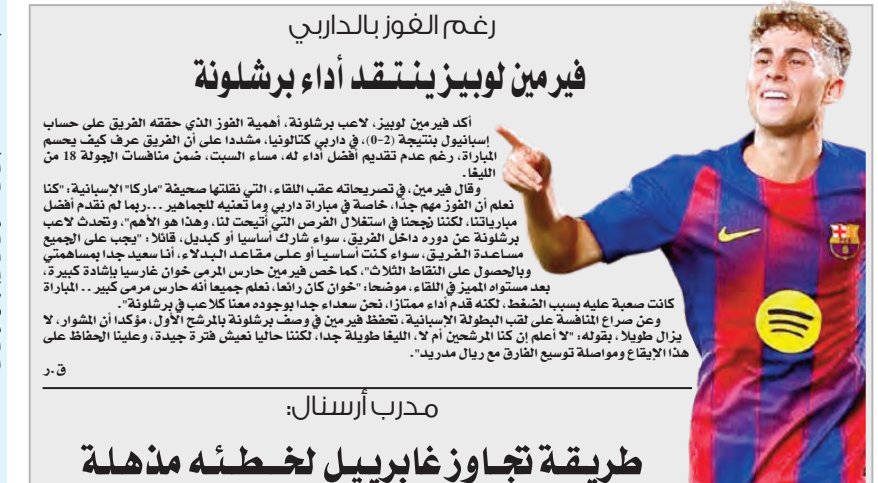 رغم الفوز بالداربي
فيرمين لوبيز ينتقد أداء برشلونة
أكد فيرمين لوبيز، لاعب برشلونة، أهمية الفوز الذي حققه الفريق على حساب
إسبانيول بنتيجة (2-0)، في داربي كتالونيا، مشددا على أن الفريق عرف كيف يحسم
المباراة، رغم عدم تقديم أفضل أداء له، مساء السبت، ضمن منافسات الجولة 18 من
الليغا.
وقال فيرمين، في تصريحاته عقب اللقاء، التي نقلتها صحيفة "ماركا" الإسبانية: "كنا
نعلم أن الفوز مهم جدا، خاصة في مباراة داربي وما تعنيه للجماهير ...ربما لم نقدم أفضل
مبارياتنا، لكننا نجحنا في استغلال الفرص التي أتيحت لنا، وهذا هو الأهم"، وتحدث لاعب
برشلونة عن دوره داخل الفريق، سواء شارك أساسيا أو كبديل، قائلا: "يجب على الجميع
مساعدة الفريق، سواء كنت أساسيا أو على مقاعد البدلاء، أنا سعيد جدا بمساهمتي
وبالحصول على النقاط الثلاث"، كما خص فيرمين حارس المرمى خوان غارسيا بإشادة كبيرة،
بعد مستواه المميز في اللقاء، موضحا: "خوان كان رائعا، نعلم جميعا أنه حارس مرمى كبير .. المباراة
كانت صعبة عليه بسبب الضغط، لكنه قدم أداء ممتازا، نحن سعداء جدا بوجوده معنا كلاعب في برشلونة".
وعن صراع المنافسة على لقب البطولة الإسبانية، تحفظ فيرمين في وصف برشلونة بالمرشح الأول، مؤكدا أن المشوار، لا
يزال طويلا، بقوله: "لا أعلم إن كنا المرشحين أم لا، الليغا طويلة جدا، لكننا حاليا نعيش فترة جيدة، وعلينا الحفاظ على
هذا الإيقاع ومواصلة توسيع الفارق مع ريال مدريد".
ق.ر
مدرب أرسنال:
طريقة تجاوز غابرييل لخطئه مذهلة